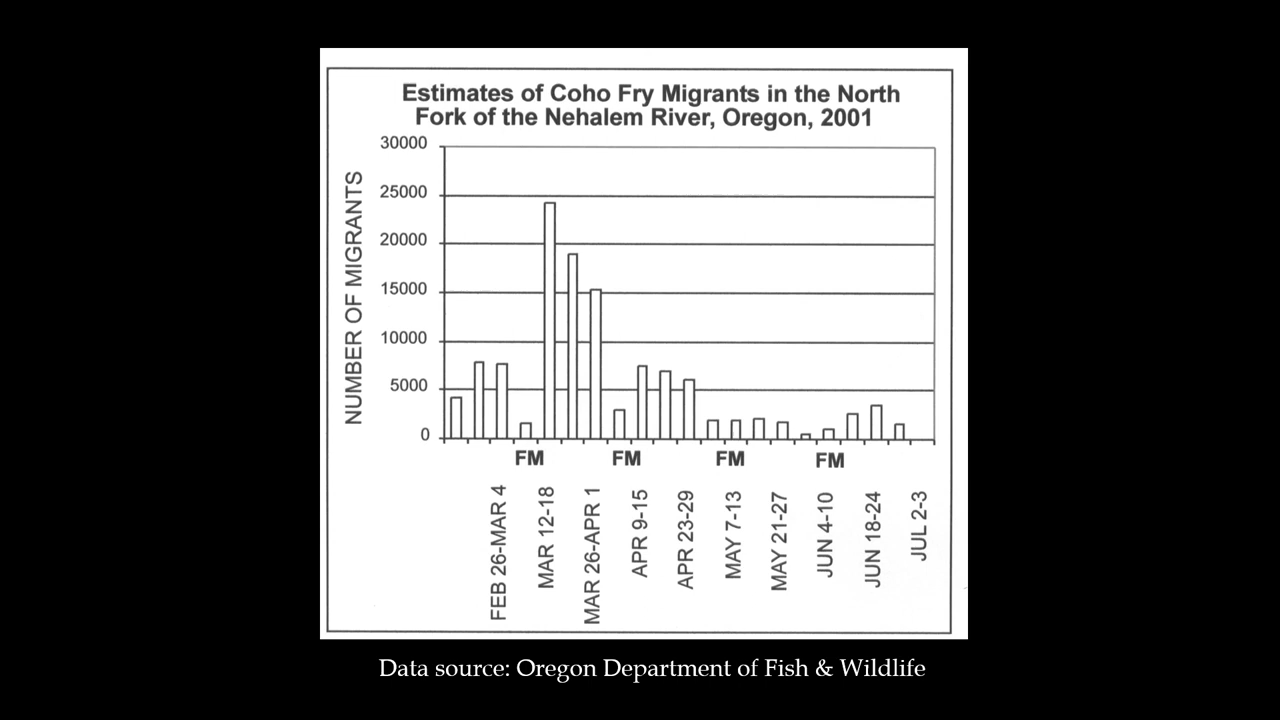 Estimates of Coho Fry Migrants in the North
Fork of the Nehalem River, Oregon, 2001
NUMBER OF MIGRANTS
30000
25000
20000
15000
10000
5000
0
FM
FM
FM
FM
FEB 26-MAR 4
MAR 12-18
MAR 26-APR 1
APR 9-15
APR 23-29
MAY 7-13
MAY 21-27
JUN 4-10
JUN 18-24
JUL 2-3
Data source: Oregon Department of Fish & Wildlife